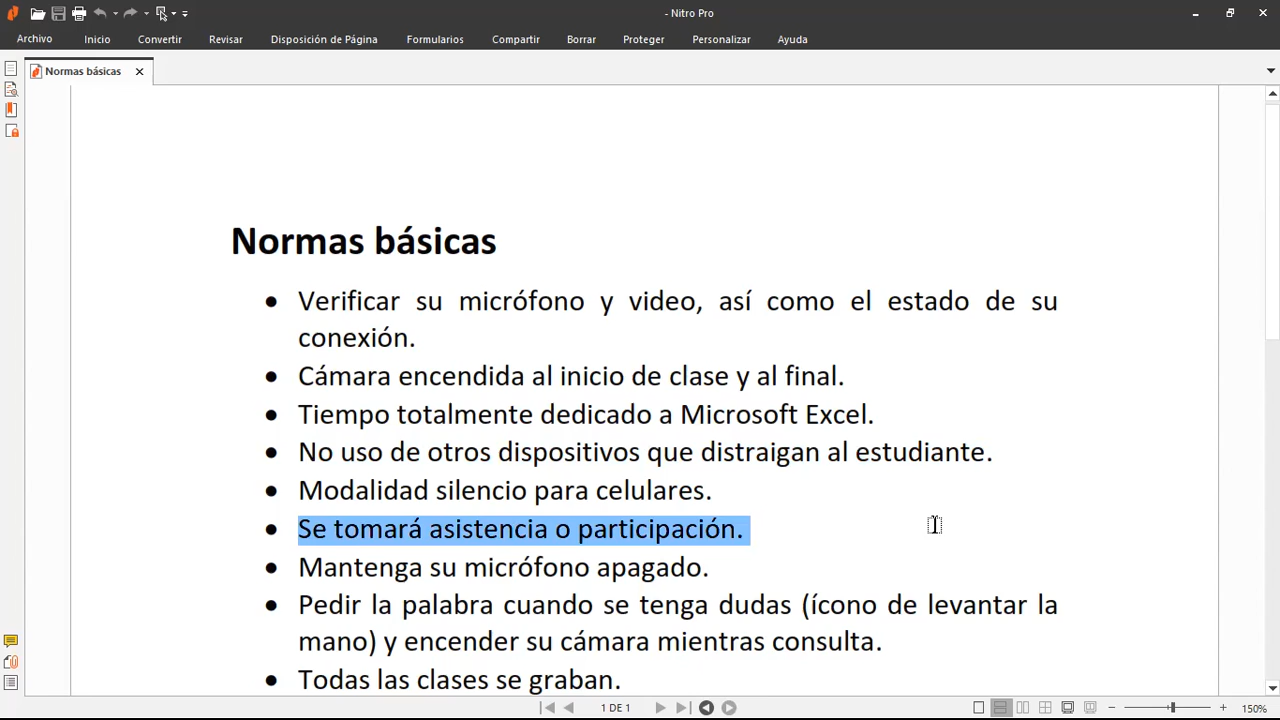 - Nitro Pro
Archivo Inicio Convertir Revisar Disposición de Página Formularios Compartir Borrar Proteger Personalizar Ayuda
Normas básicas
Normas básicas
• Verificar su micrófono y video, así como el estado de su
conexión.
• Cámara encendida al inicio de clase y al final.
• Tiempo totalmente dedicado a Microsoft Excel.
• No uso de otros dispositivos que distraigan al estudiante.
• Modalidad silencio para celulares.
• Se tomará asistencia o participación.
• Mantenga su micrófono apagado.
• Pedir la palabra cuando se tenga dudas (ícono de levantar la
mano) y encender su cámara mientras consulta.
• Todas las clases se graban.
1 DE 1 150%